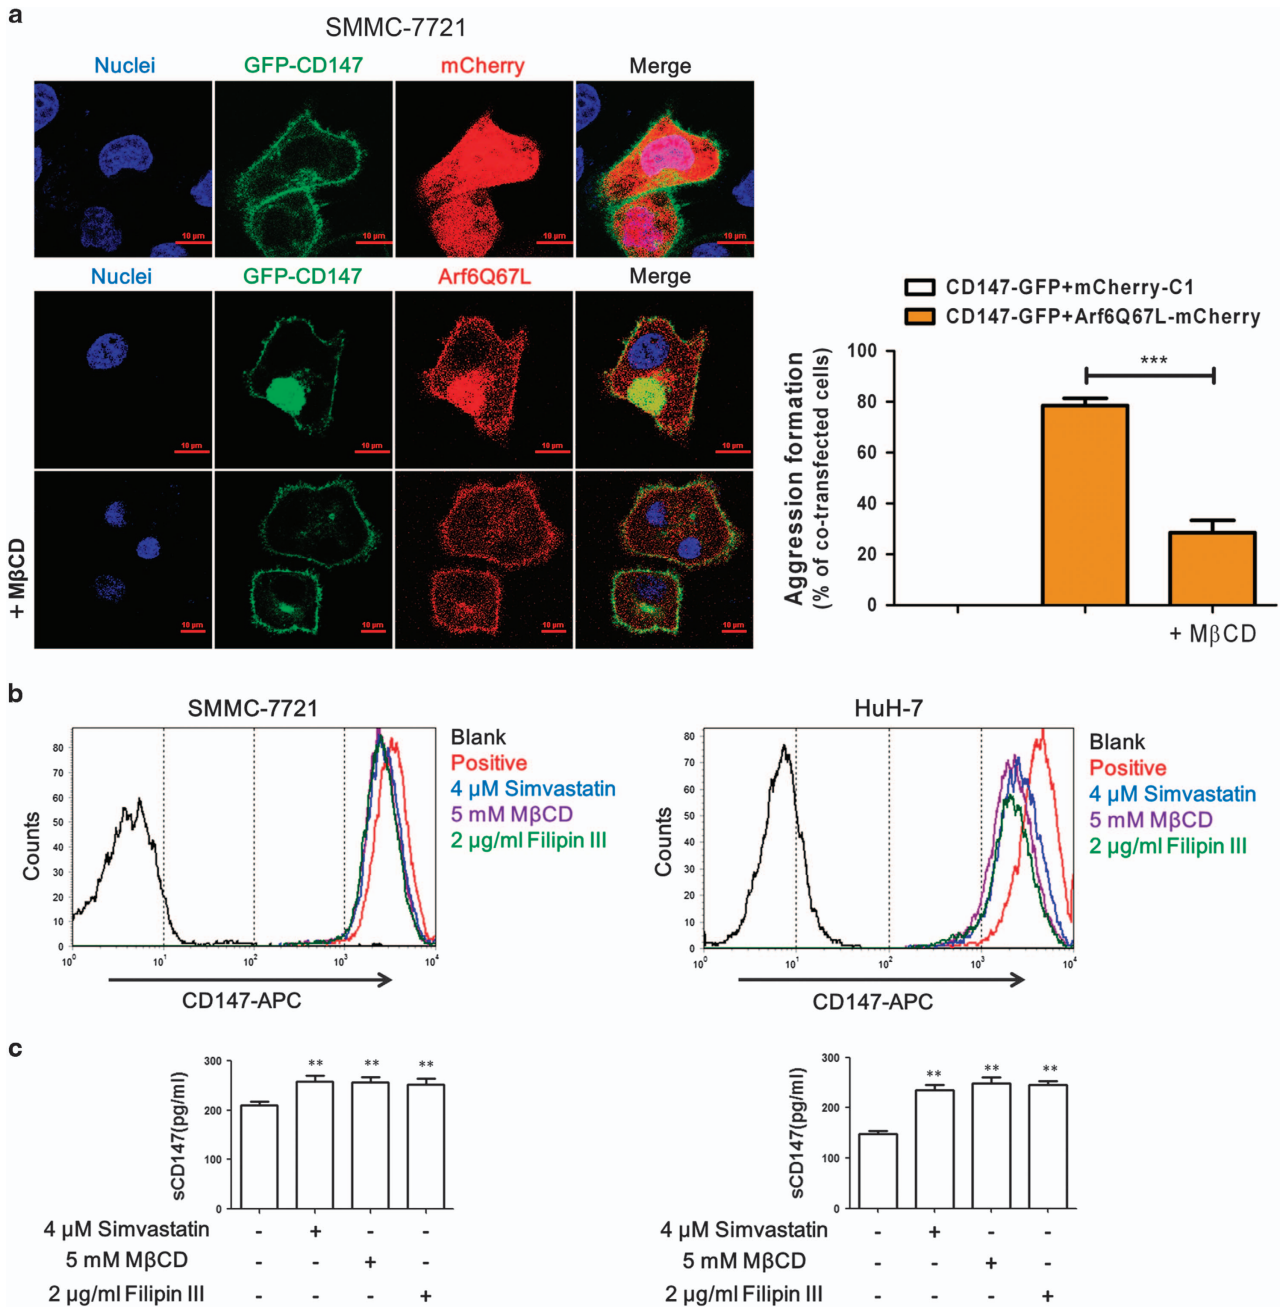 a
SMMC-7721
Nuclei GFP-CD147 mCherry Merge
10 µm 10 µm 10 µm 10 µm
Nuclei GFP-CD147 Arf6Q67L Merge
10 µm 10 µm 10 µm 10 µm
+ MβCD
10 µm 10 µm 10 µm 10 µm
CD147-GFP+mCherry-C1
CD147-GFP+Arf6Q67L-mCherry
Aggression formation
(% of co-transfected cells)
100
80
60
40
20
0
***
+ MβCD
b
SMMC-7721
Counts
80
70
60
50
40
30
20
10
0
10⁰ 10¹ 10² 10³ 10⁴
CD147-APC
Blank
Positive
4 µM Simvastatin
5 mM MβCD
2 µg/ml Filipin III
HuH-7
Counts
80
70
60
50
40
30
20
10
0
10⁰ 10¹ 10² 10³ 10⁴
CD147-APC
Blank
Positive
4 µM Simvastatin
5 mM MβCD
2 µg/ml Filipin III
c
sCD147(pg/ml)
300
200
100
0
** ** **
4 µM Simvastatin - + - -
5 mM MβCD - - + -
2 µg/ml Filipin III - - - +
sCD147(pg/ml)
300
200
100
0
** ** **
4 µM Simvastatin - + - -
5 mM MβCD - - + -
2 µg/ml Filipin III - - - +